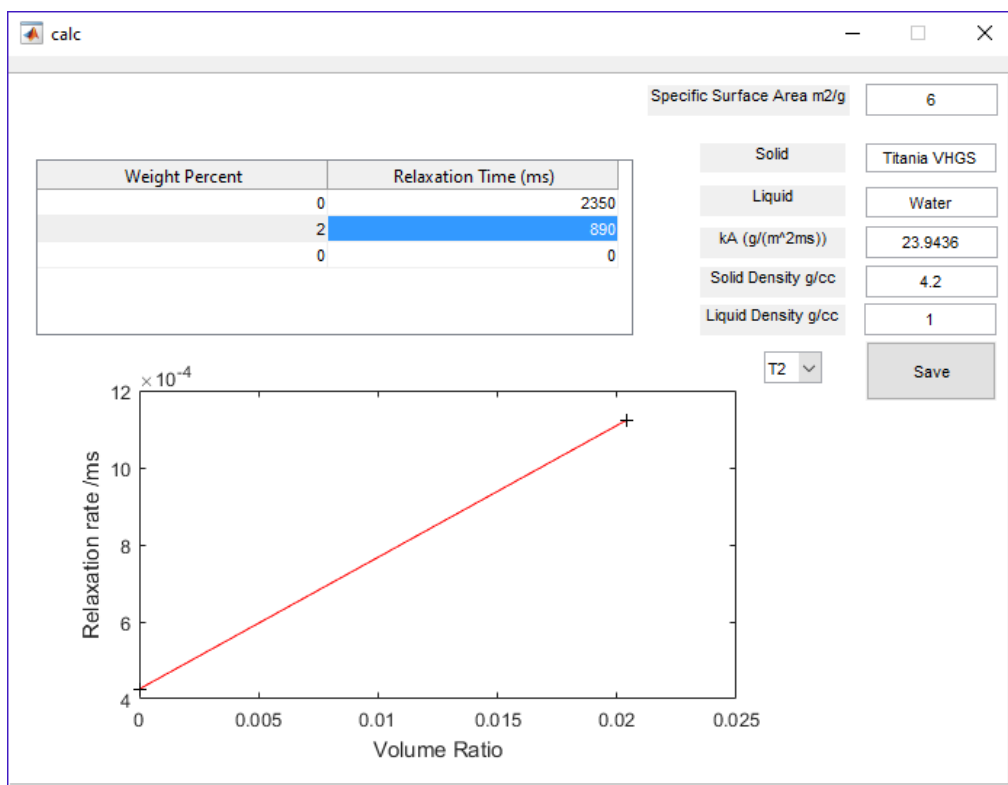 calc
Specific Surface Area m2/g 6
Weight Percent Relaxation Time (ms)
0 2350
2 890
0 0
Solid Titania VHGS
Liquid Water
kA (g/(m^2ms)) 23.9436
Solid Density g/cc 4.2
Liquid Density g/cc 1
T2 Save
×10-4
12
10
8
6
4
Relaxation rate /ms
0 0.005 0.01 0.015 0.02 0.025
Volume Ratio